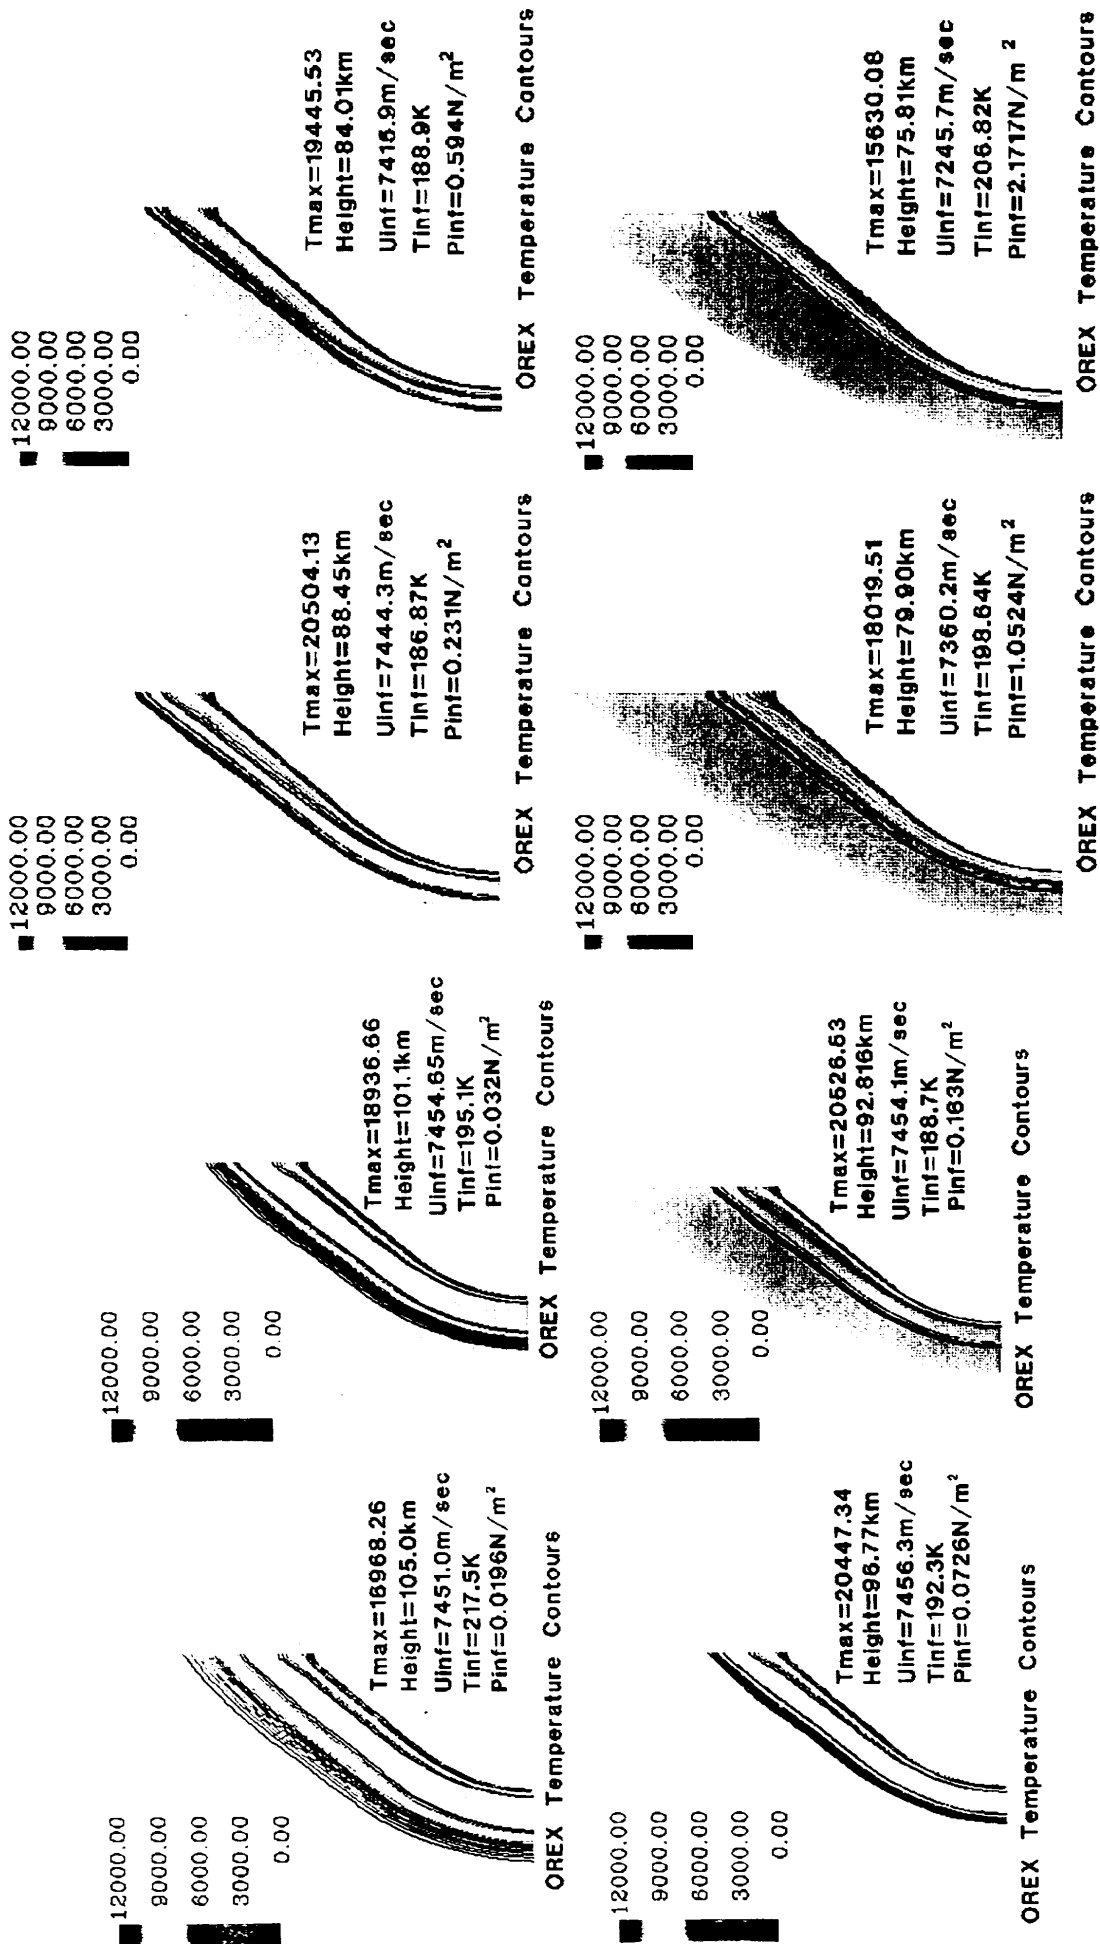 12000.00
9000.00
6000.00
3000.00
0.00
Tmax=16968.26
Height=105.0km
Uinf=7451.0m/sec
Tinf=217.5K
Pinf=0.0196N/m²
OREX Temperature Contours
12000.00
9000.00
6000.00
3000.00
0.00
Tmax=18936.66
Height=101.1km
Uinf=7454.65m/sec
Tinf=195.1K
Pinf=0.032N/m²
OREX Temperature Contours
12000.00
9000.00
6000.00
3000.00
0.00
Tmax=20504.13
Height=88.45km
Uinf=7444.3m/sec
Tinf=186.87K
Pinf=0.231N/m²
OREX Temperature Contours
12000.00
9000.00
6000.00
3000.00
0.00
Tmax=19445.53
Height=84.01km
Uinf=7415.9m/sec
Tinf=188.9K
Pinf=0.594N/m²
OREX Temperature Contours
12000.00
9000.00
6000.00
3000.00
0.00
Tmax=20447.34
Height=96.77km
Uinf=7456.3m/sec
Tinf=192.3K
Pinf=0.0726N/m²
OREX Temperature Contours
12000.00
9000.00
6000.00
3000.00
0.00
Tmax=20526.53
Height=92.816km
Uinf=7454.1m/sec
Tinf=188.7K
Pinf=0.163N/m²
OREX Temperature Contours
12000.00
9000.00
6000.00
3000.00
0.00
Tmax=18019.51
Height=79.90km
Uinf=7360.2m/sec
Tinf=198.64K
Pinf=1.0524N/m²
OREX Temperature Contours
12000.00
9000.00
6000.00
3000.00
0.00
Tmax=15630.08
Height=75.81km
Uinf=7245.7m/sec
Tinf=206.82K
Pinf=2.1717N/m²
OREX Temperature Contours